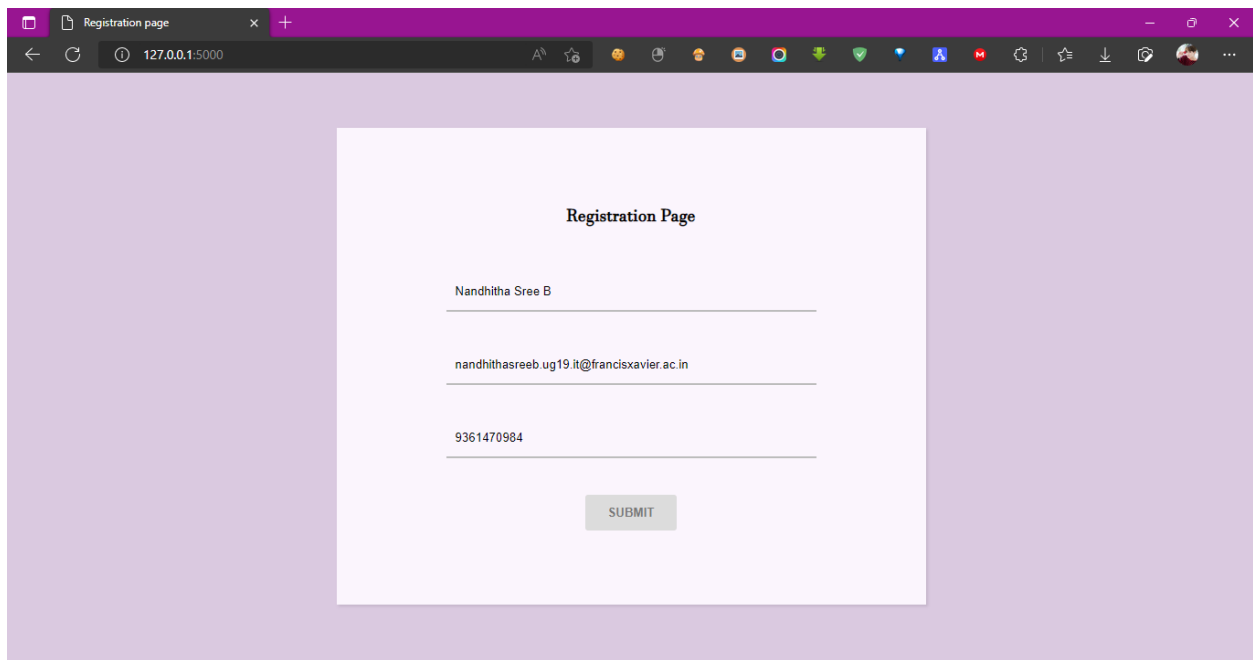 Registration page
127.0.0.1:5000
Registration Page
Nandhitha Sree B
nandhithasreeb.ug19.it@francisxavier.ac.in
9361470984
SUBMIT